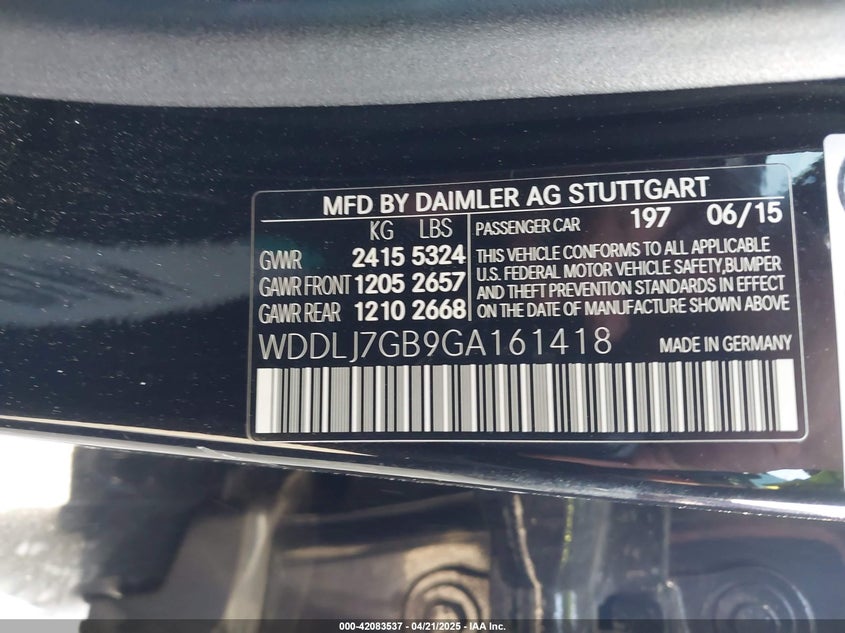 MFD BY DAIMLER AG STUTTGART
KG LBS
GVWR 2415 5324
GAWR FRONT 1205 2657
GAWR REAR 1210 2668
PASSENGER CAR 197 06/15
THIS VEHICLE CONFORMS TO ALL APPLICABLE
U.S. FEDERAL MOTOR VEHICLE SAFETY,BUMPER
AND THEFT PREVENTION STANDARDS IN EFFECT
ON THE DATE OF MANUFACTURE SHOWN ABOVE
WDDLJ7GB9GA161418 MADE IN GERMANY
000-42083537 - 04/21/2025 - IAA Inc.